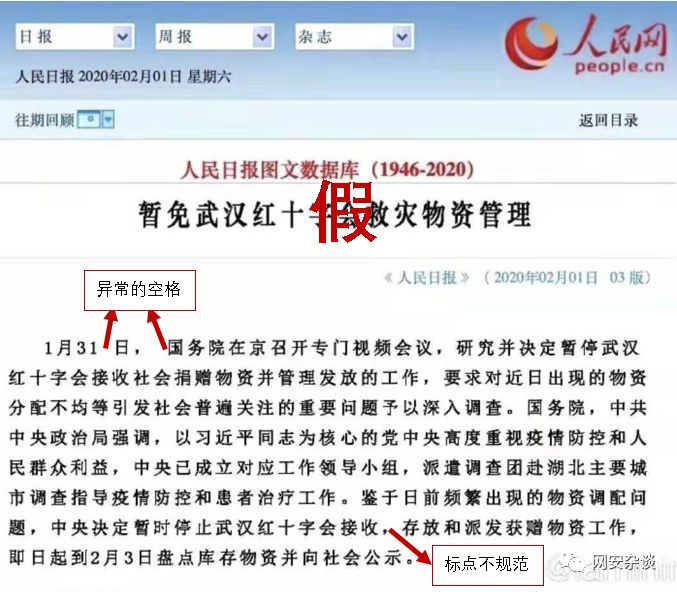 日报 周报 杂志 人民网
people.cn
人民日报 2020年02月01日 星期六
往期回顾 返回目录
人民日报图文数据库（1946-2020）
假
暂免武汉红十字会救灾物资管理
《人民日报》（2020年02月01日 03 版）
异常的空格
1月31 日， 国务院在京召开专门视频会议，研究并决定暂停武汉
红十字会接收社会捐赠物资并管理发放的工作，要求对近日出现的物资
分配不均等引发社会普遍关注的重要问题予以深入调查。国务院，中共
中央政治局强调，以习近平同志为核心的党中央高度重视疫情防控和人
民群众利益，中央已成立对应工作领导小组，派遣调查团赴湖北主要城
市调查指导疫情防控和患者治疗工作。鉴于日前频繁出现的物资调配问
题，中央决定暂时停止武汉红十字会接收，存放和派发获赠物资工作，
即日起到2月3日盘点库存物资并向社会公示。
标点不规范
网安杂谈